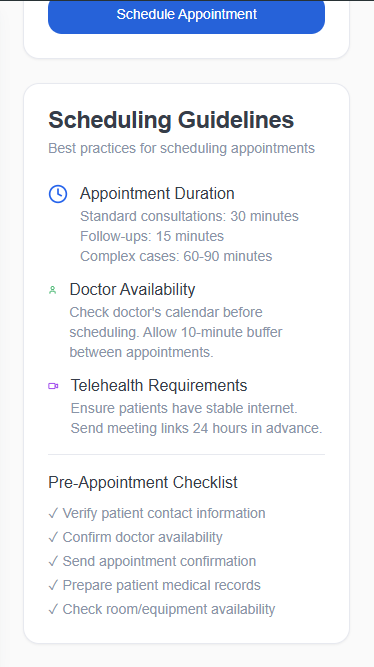 Schedule Appointment
Scheduling Guidelines
Best practices for scheduling appointments
Appointment Duration
Standard consultations: 30 minutes
Follow-ups: 15 minutes
Complex cases: 60-90 minutes
Doctor Availability
Check doctor's calendar before
scheduling. Allow 10-minute buffer
between appointments.
Telehealth Requirements
Ensure patients have stable internet.
Send meeting links 24 hours in advance.
Pre-Appointment Checklist
✓ Verify patient contact information
✓ Confirm doctor availability
✓ Send appointment confirmation
✓ Prepare patient medical records
✓ Check room/equipment availability